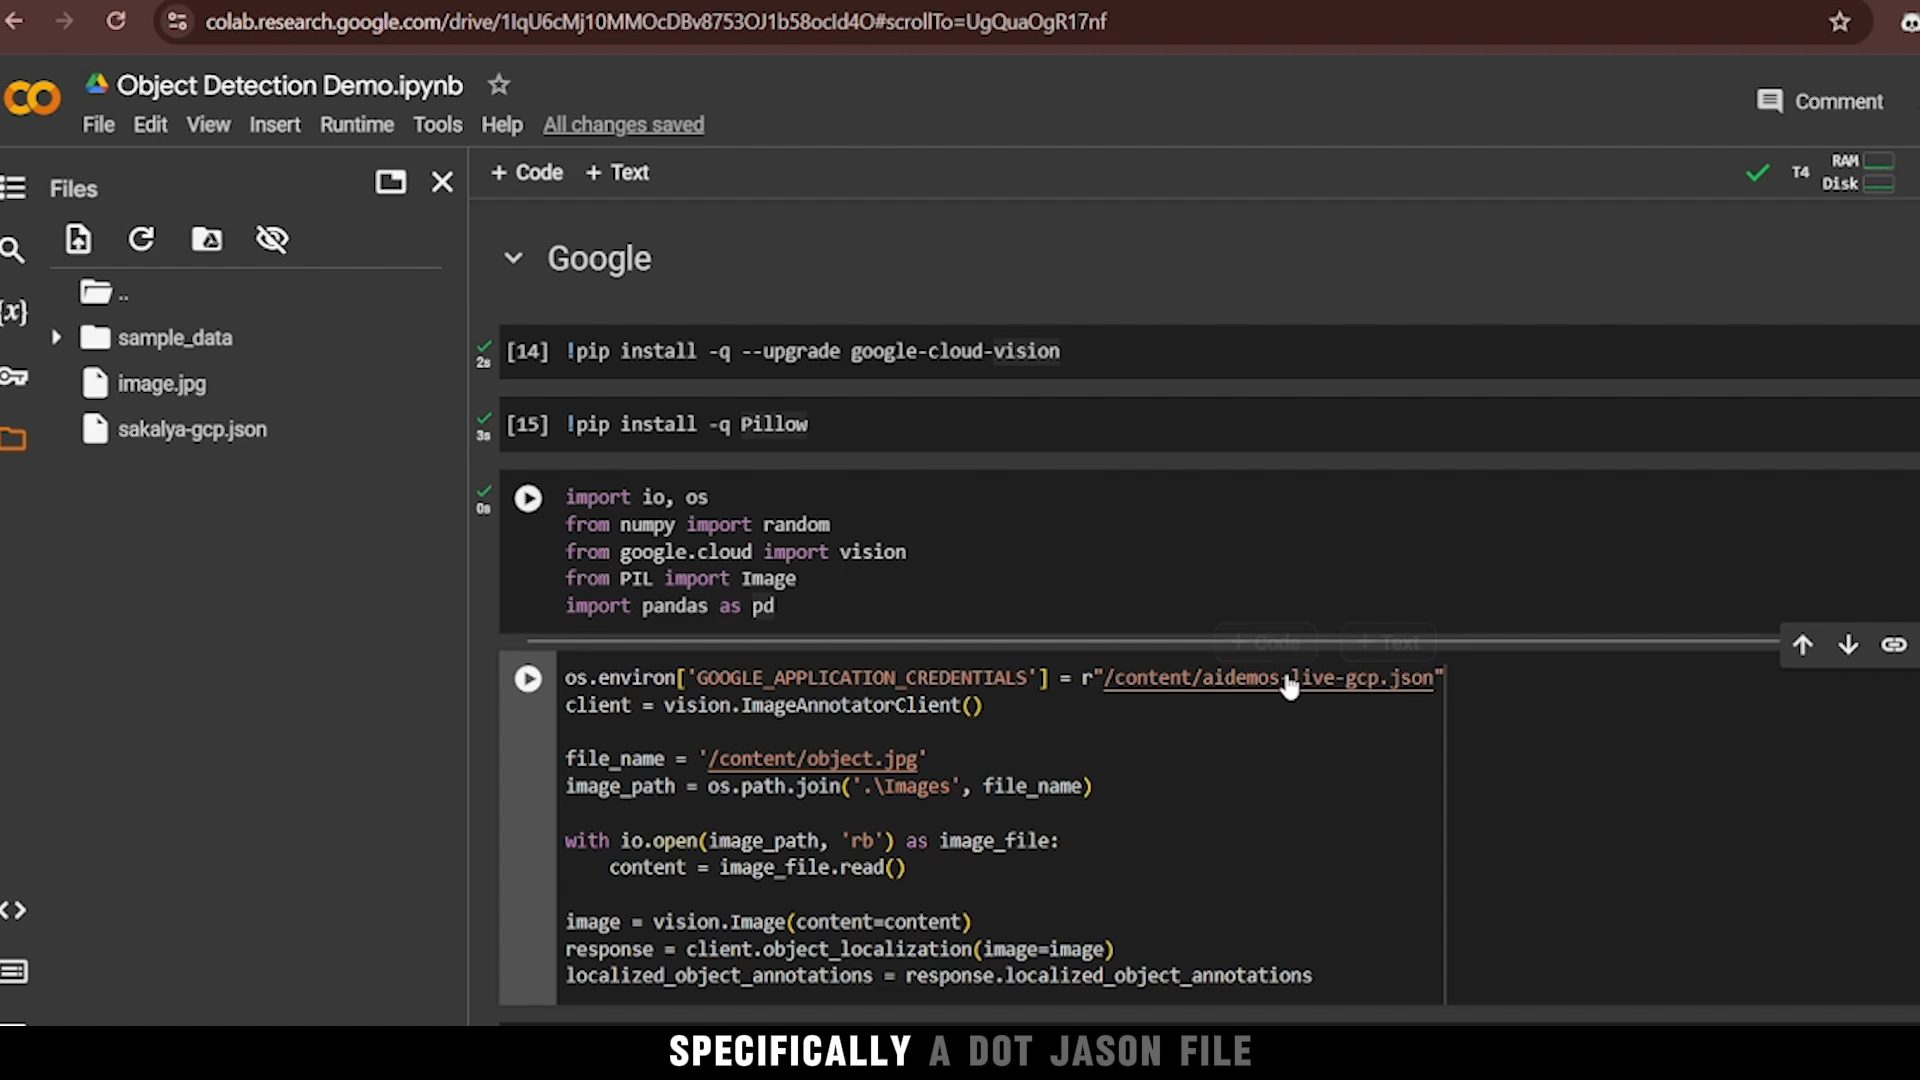 colab.research.google.com/drive/1IqU6cMj10MMOcDBv8753OJ1b58ocId4O#scrollTo=UgQuaOgR17nf
Object Detection Demo.ipynb
Comment
File Edit View Insert Runtime Tools Help All changes saved
Files
+ Code + Text
T4
RAM
Disk
..
sample_data
image.jpg
sakalya-gcp.json
{x}
Google
2s
[14] !pip install -q --upgrade google-cloud-vision
3s
[15] !pip install -q Pillow
0s
import io, os
from numpy import random
from google.cloud import vision
from PIL import Image
import pandas as pd
+ Code + Text
os.environ['GOOGLE_APPLICATION_CREDENTIALS'] = r"/content/aidemos-live-gcp.json"
client = vision.ImageAnnotatorClient()
file_name = '/content/object.jpg'
image_path = os.path.join('.\Images', file_name)
with io.open(image_path, 'rb') as image_file:
content = image_file.read()
image = vision.Image(content=content)
response = client.object_localization(image=image)
localized_object_annotations = response.localized_object_annotations
SPECIFICALLY A DOT JASON FILE